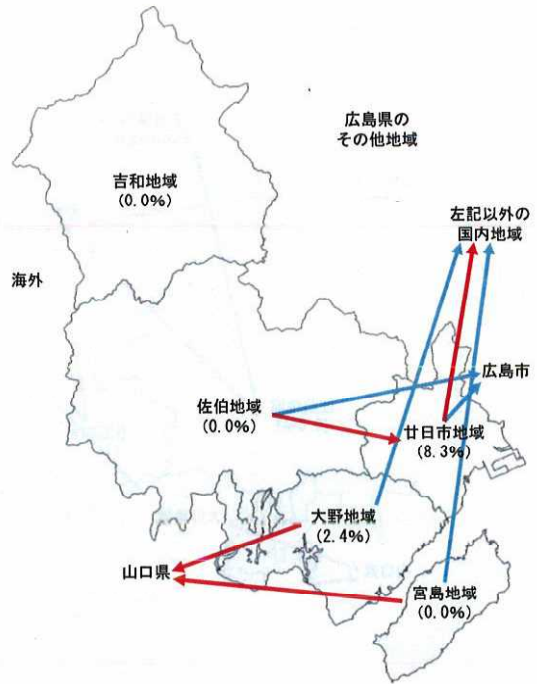 広島県の
その他地域
吉和地域
(0.0%)
左記以外の
国内地域
海外
広島市
佐伯地域
(0.0%)
廿日市地域
(8.3%)
大野地域
(2.4%)
山口県
宮島地域
(0.0%)